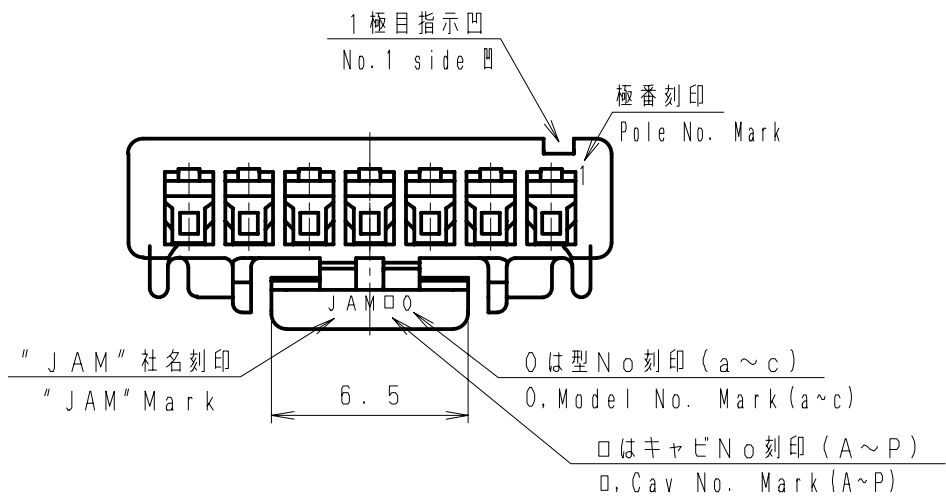 1極目指示凹
No.1 side 凹
極番刻印
Pole No. Mark
1
JAM□O
"JAM"社名刻印
"JAM"Mark
6.5
Oは型No刻印(a～c)
O,Model No. Mark(a~c)
□はキャビNo刻印(A～P)
□,Cav No. Mark(A~P)